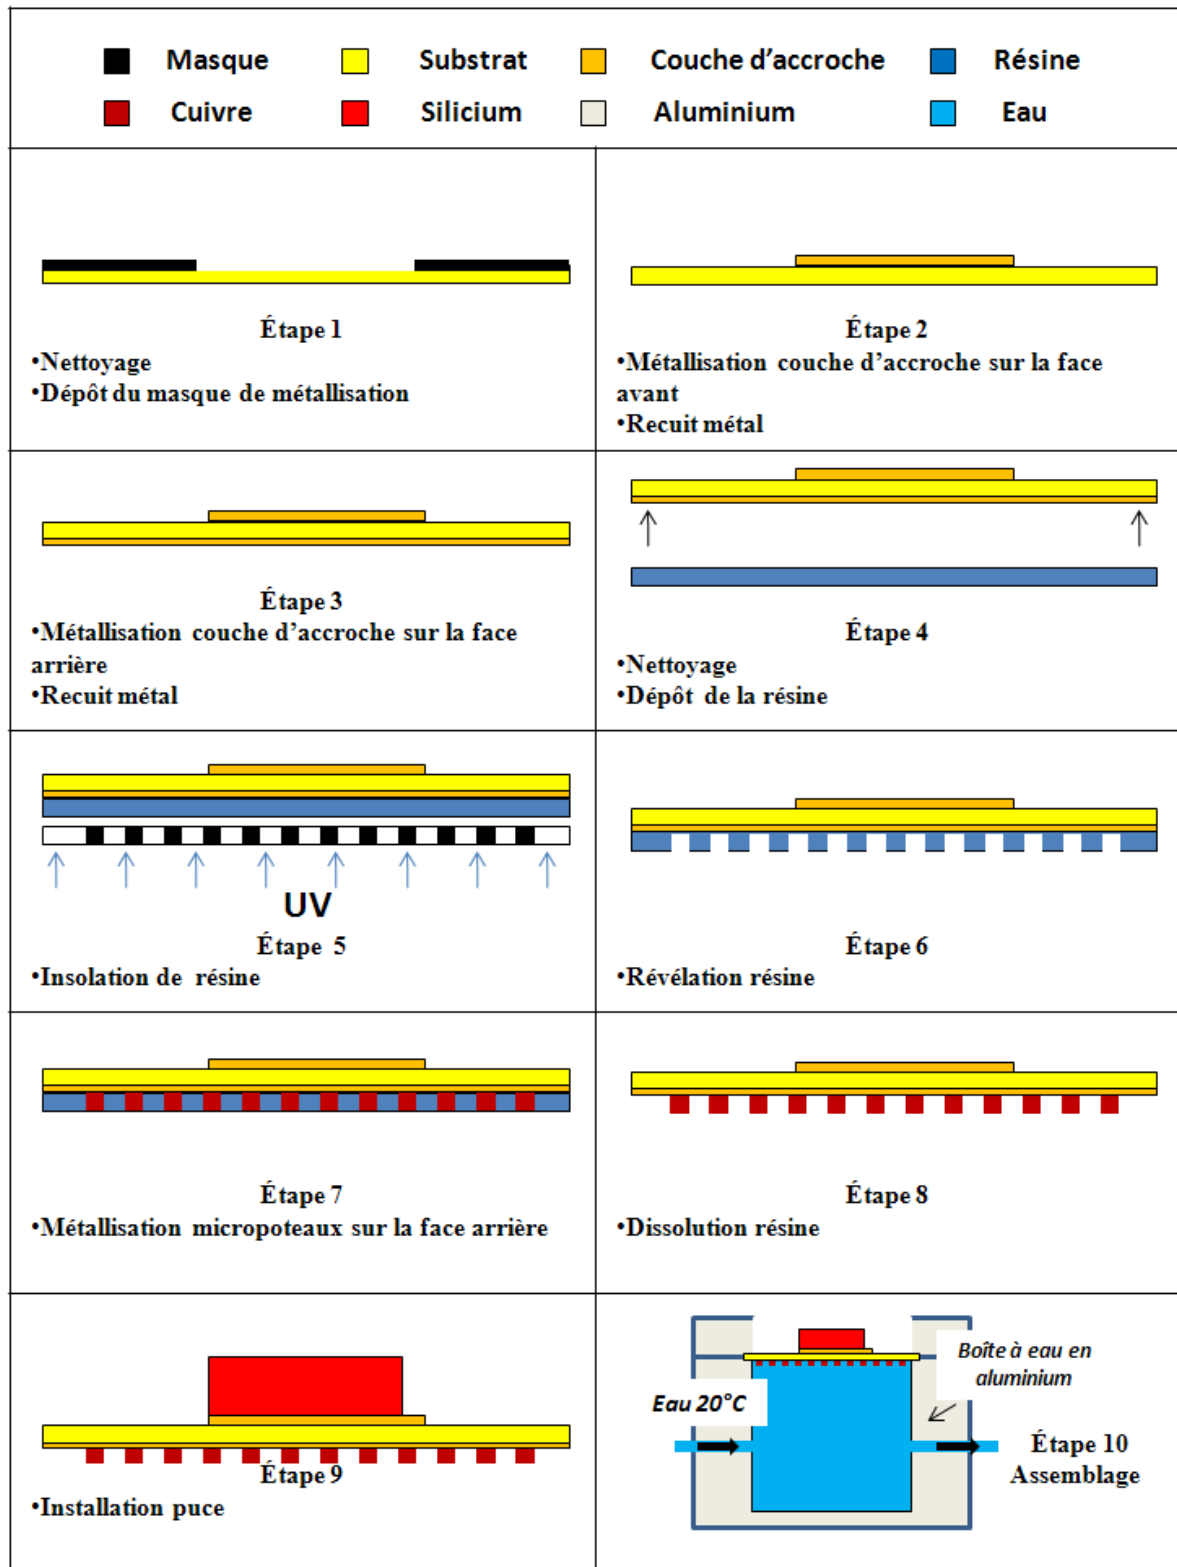 Masque Substrat Couche d'accroche Résine
Cuivre Silicium Aluminium Eau
Étape 1
•Nettoyage
•Dépôt du masque de métallisation
Étape 2
•Métallisation couche d'accroche sur la face
avant
•Recuit métal
Étape 3
•Métallisation couche d'accroche sur la face
arrière
•Recuit métal
Étape 4
•Nettoyage
•Dépôt de la résine
UV
Étape 5
•Insolation de résine
Étape 6
•Révélation résine
Étape 7
•Métallisation micropoteaux sur la face arrière
Étape 8
•Dissolution résine
Étape 9
•Installation puce
Boîte à eau en
aluminium
Eau 20°C
Étape 10
Assemblage